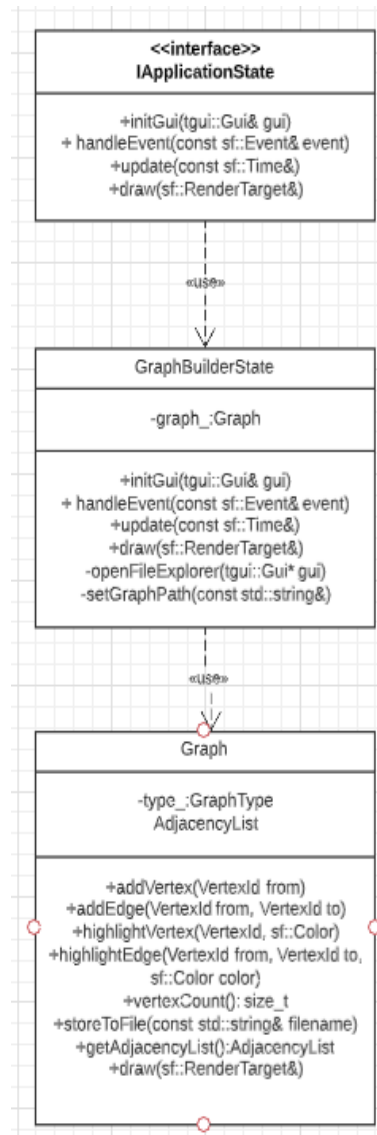 <<interface>>
IApplicationState
+initGui(tgui::Gui& gui)
+ handleEvent(const sf::Event& event)
+update(const sf::Time&)
+draw(sf::RenderTarget&)
«use»
GraphBuilderState
-graph_:Graph
+initGui(tgui::Gui& gui)
+ handleEvent(const sf::Event& event)
+update(const sf::Time&)
+draw(sf::RenderTarget&)
-openFileExplorer(tgui::Gui* gui)
-setGraphPath(const std::string&)
«use»
Graph
-type_:GraphType
AdjacencyList
+addVertex(VertexId from)
+addEdge(VertexId from, VertexId to)
+highlightVertex(VertexId, sf::Color)
+highlightEdge(VertexId from, VertexId to,
sf::Color color)
+vertexCount(): size_t
+storeToFile(const std::string& filename)
+getAdjacencyList():AdjacencyList
+draw(sf::RenderTarget&)